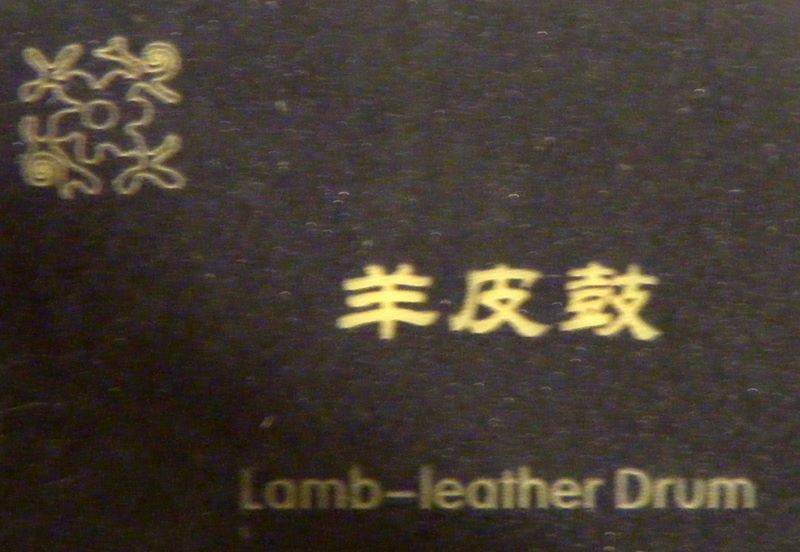 羊皮鼓
Lamb-leather Drum